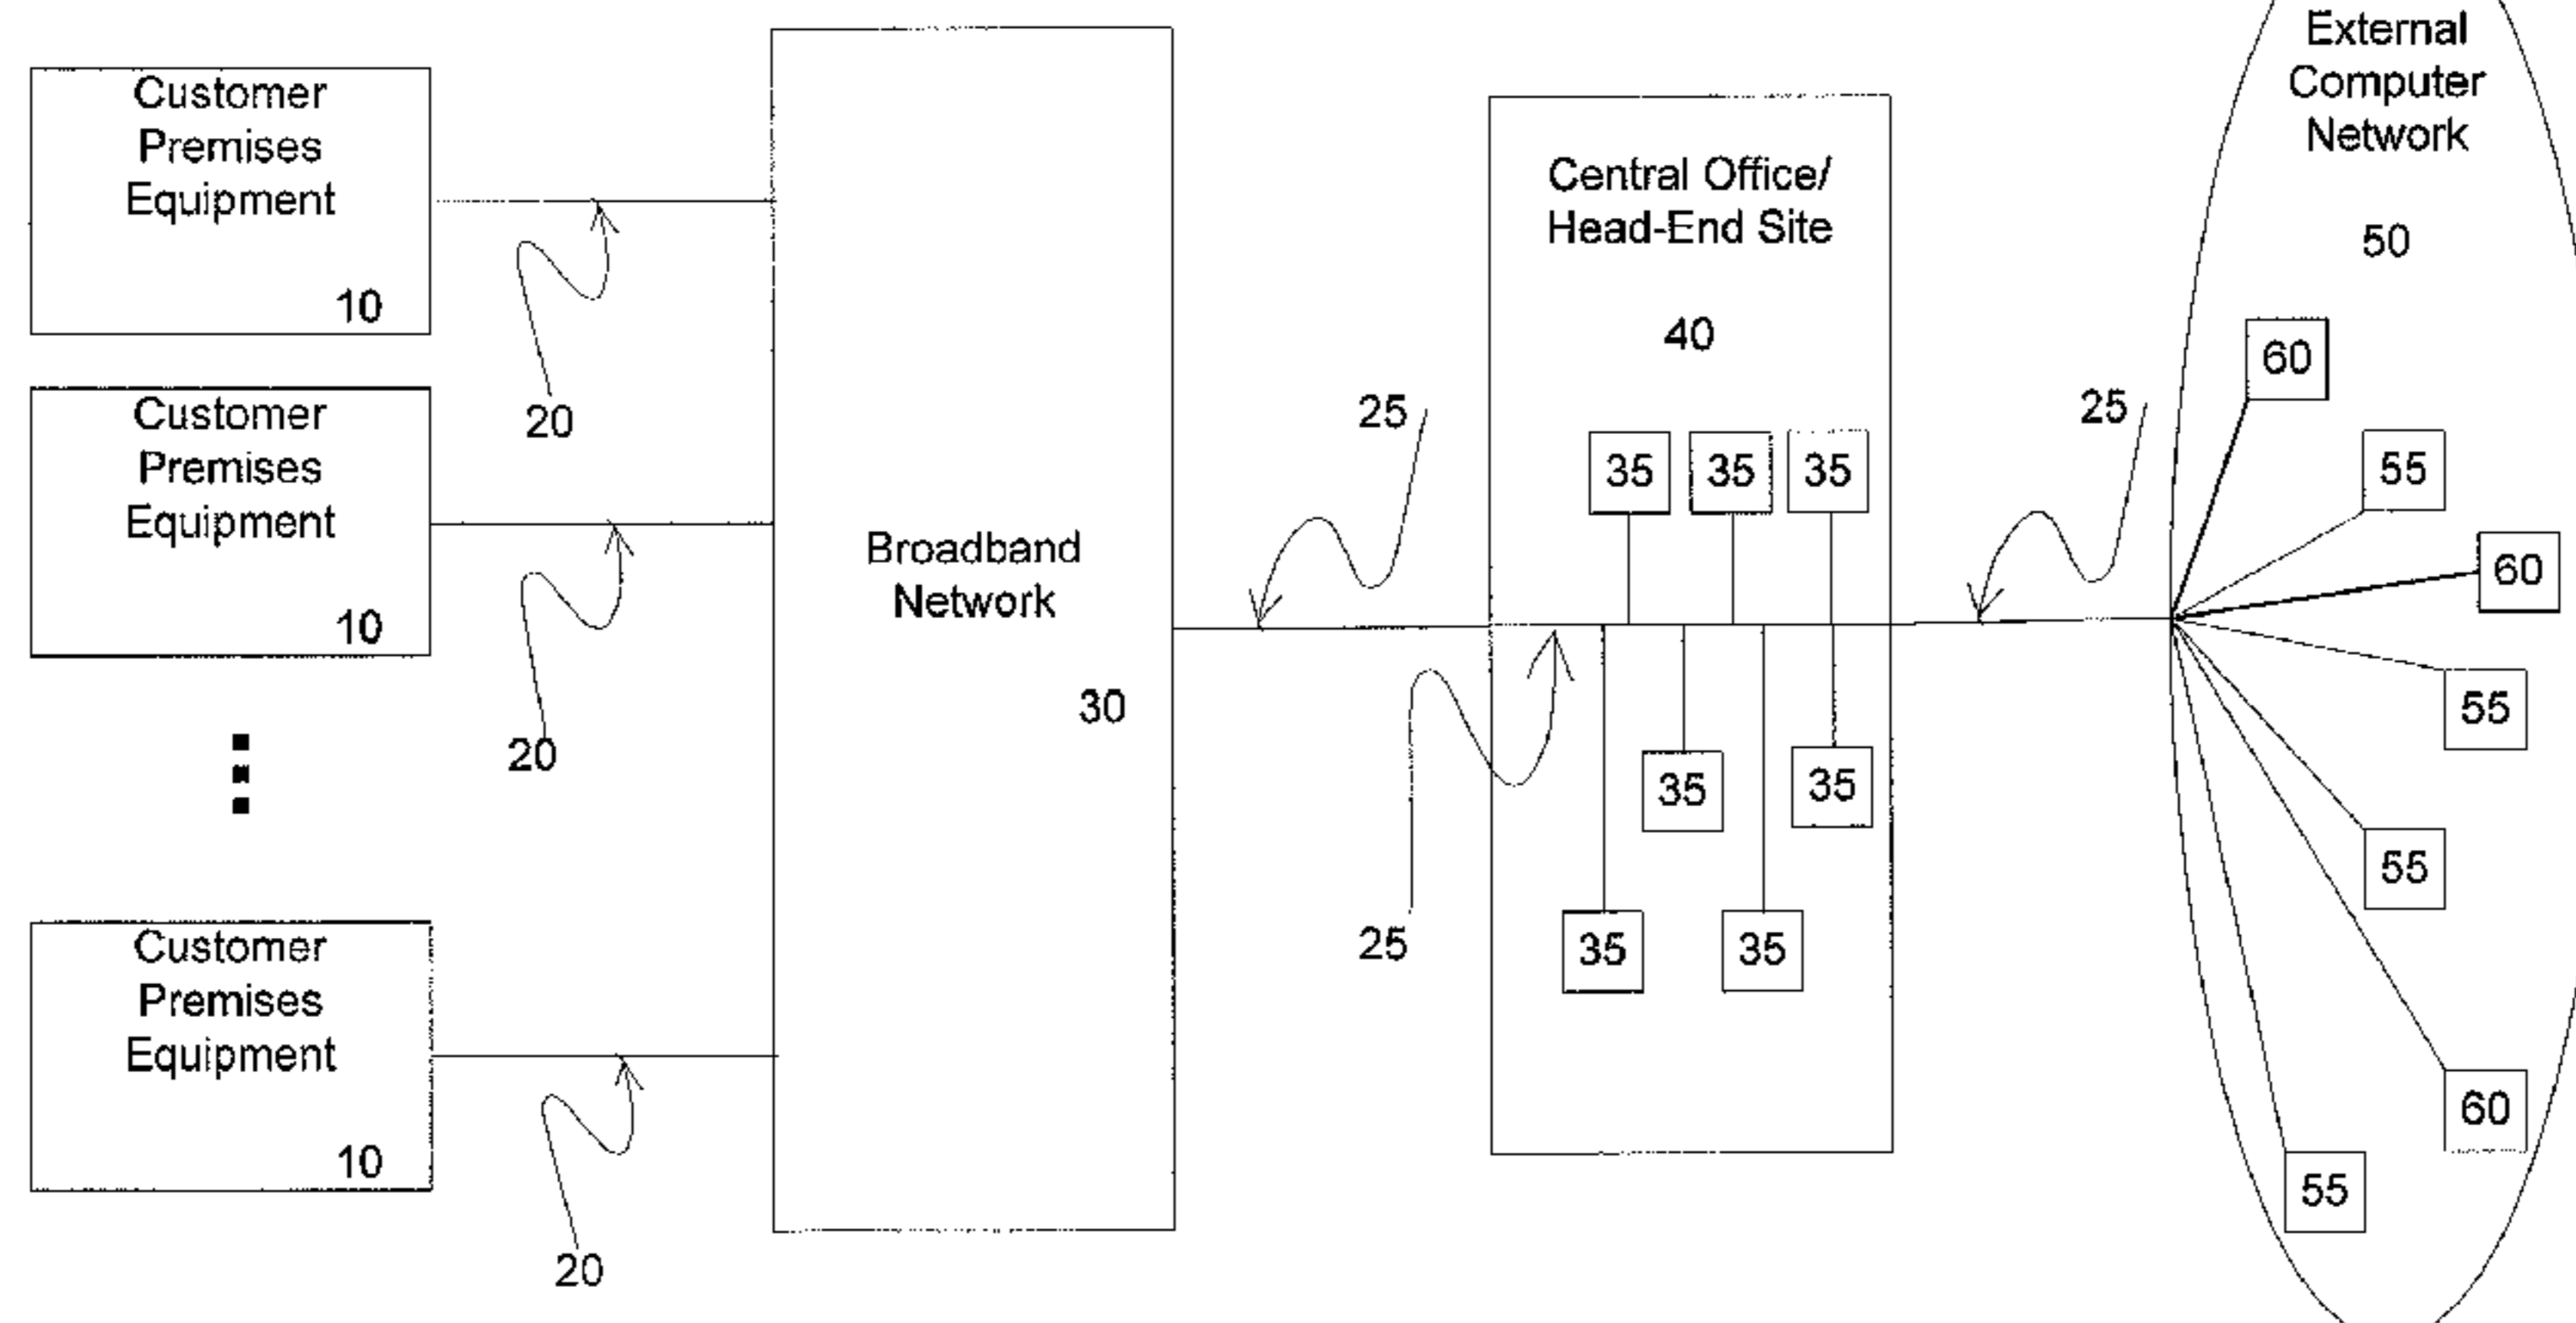 Customer
Premises
Equipment
10
20
Customer
Premises
Equipment
10
20
Customer
Premises
Equipment
10
20
Broadband
Network
30
25
25
Central Office/
Head-End Site
40
35
35
35
35
35
35
35
25
External
Computer
Network
50
60
55
60
55
55
60
55